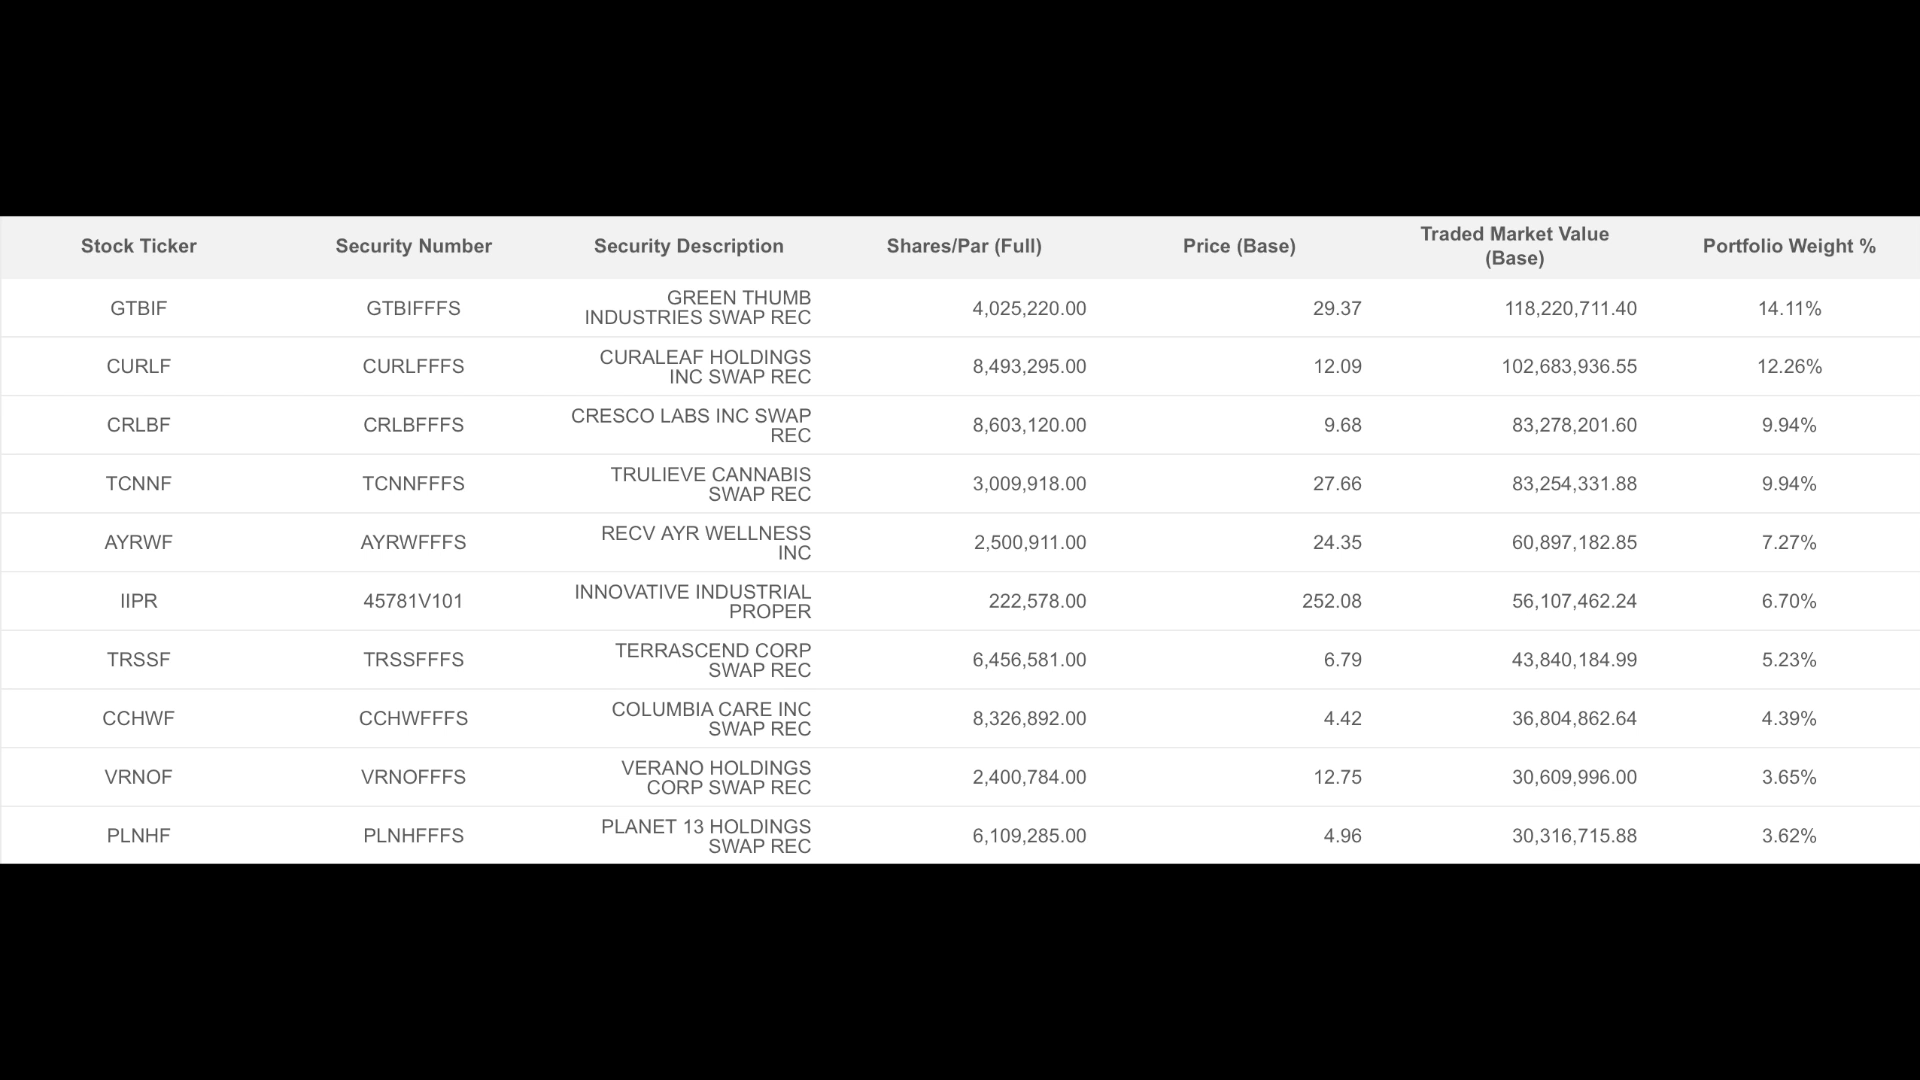 Stock Ticker Security Number Security Description Shares/Par (Full) Price (Base) Traded Market Value (Base) Portfolio Weight %
GTBIF GTBIFFFS GREEN THUMB INDUSTRIES SWAP REC 4,025,220.00 29.37 118,220,711.40 14.11%
CURLF CURLFFFS CURALEAF HOLDINGS INC SWAP REC 8,493,295.00 12.09 102,683,936.55 12.26%
CRLBF CRLBFFFS CRESCO LABS INC SWAP REC 8,603,120.00 9.68 83,278,201.60 9.94%
TCNNF TCNNFFFS TRULIEVE CANNABIS SWAP REC 3,009,918.00 27.66 83,254,331.88 9.94%
AYRWF AYRWFFFS RECV AYR WELLNESS INC 2,500,911.00 24.35 60,897,182.85 7.27%
IIPR 45781V101 INNOVATIVE INDUSTRIAL PROPER 222,578.00 252.08 56,107,462.24 6.70%
TRSSF TRSSFFFS TERRASCEND CORP SWAP REC 6,456,581.00 6.79 43,840,184.99 5.23%
CCHWF CCHWFFFS COLUMBIA CARE INC SWAP REC 8,326,892.00 4.42 36,804,862.64 4.39%
VRNOF VRNOFFFS VERANO HOLDINGS CORP SWAP REC 2,400,784.00 12.75 30,609,996.00 3.65%
PLNHF PLNHFFFS PLANET 13 HOLDINGS SWAP REC 6,109,285.00 4.96 30,316,715.88 3.62%